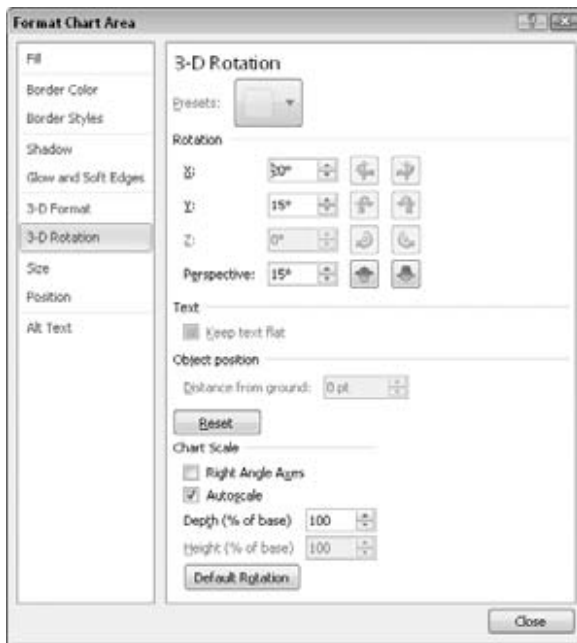 Format Chart Area
Fill
Border Color
Border Styles
Shadow
Glow and Soft Edges
3-D Format
3-D Rotation
Size
Position
Alt Text
3-D Rotation
Presets:
Rotation
X: 20°
Y: 15°
Z: 0°
Perspective: 15°
Text
Keep text flat
Object position
Distance from ground: 0 pt
Reset
Chart Scale
Right Angle Axes
Autoscale
Depth (% of base) 100
Height (% of base) 100
Default Rotation
Close